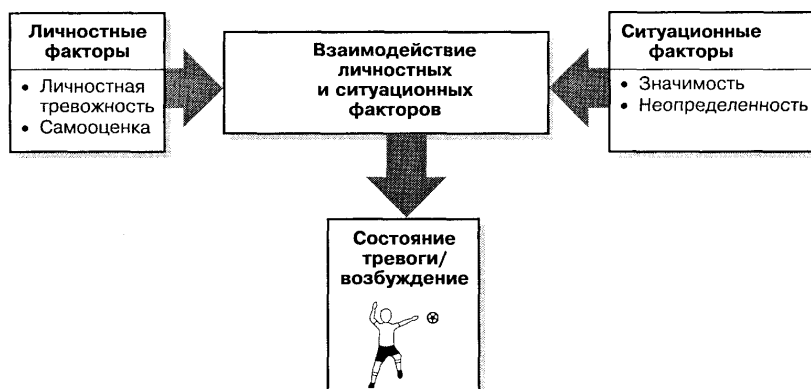 Личностные
факторы
• Личностная
тревожность
• Самооценка
Взаимодействие
личностных
и ситуационных
факторов
Ситуационные
факторы
• Значимость
• Неопределенность
Состояние
тревоги/
возбуждение